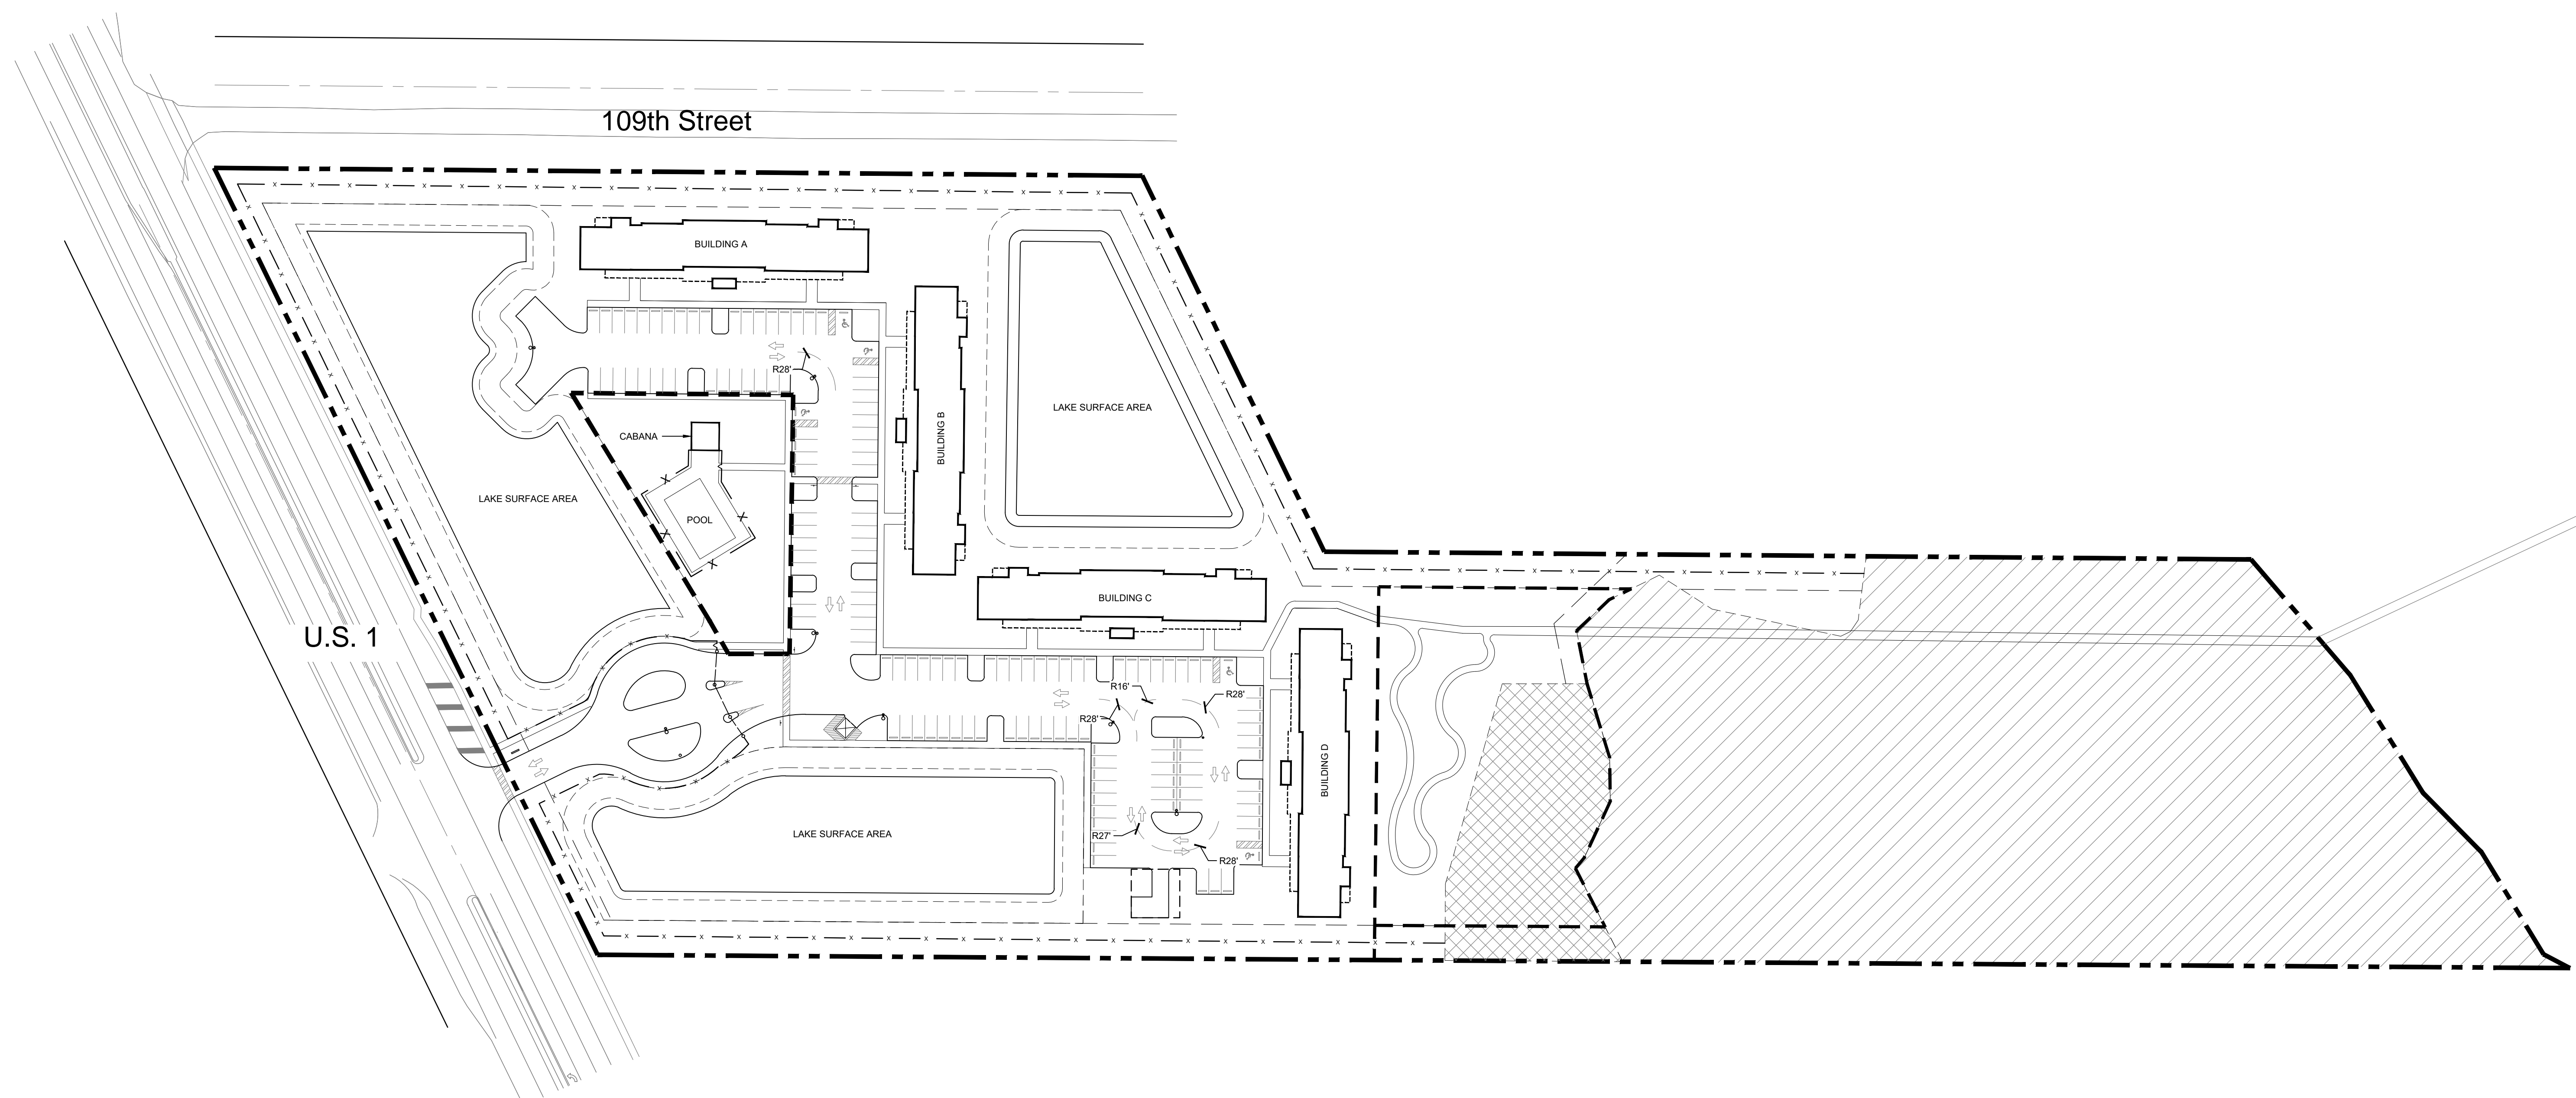 109th Street
BUILDING A
R28'
BUILDING B
LAKE SURFACE AREA
CABANA
LAKE SURFACE AREA
POOL
BUILDING C
U.S. 1
R16'
R28'
R28'
BUILDING D
LAKE SURFACE AREA
R27'
R28'